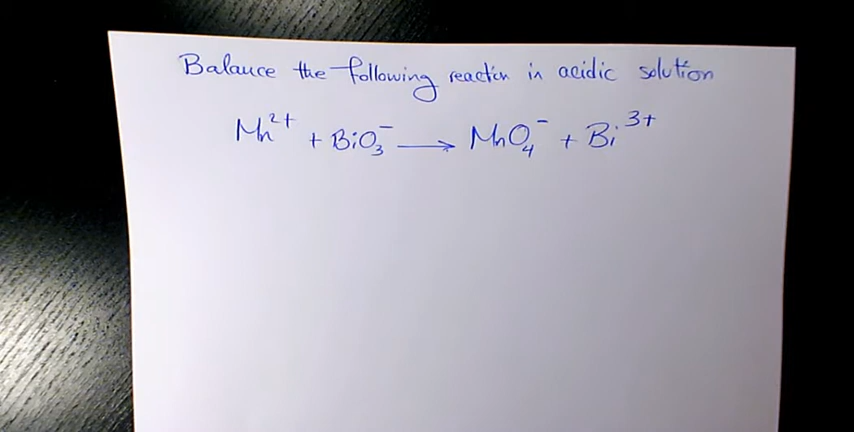 Balance the following reaction in acidic solution
Mn²⁺ + BiO₃⁻ ⟶ MnO₄⁻ + Bi³⁺